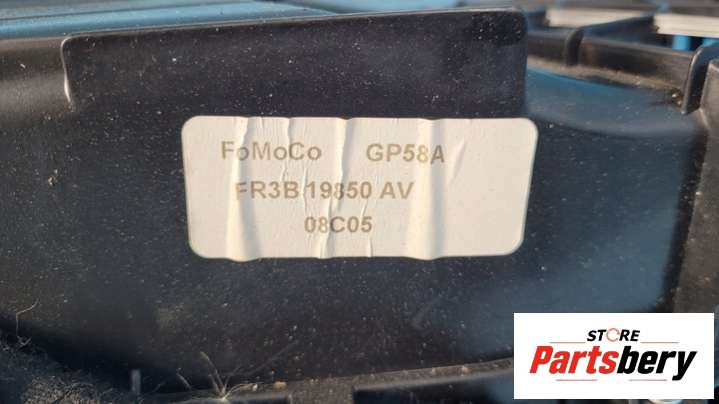 FoMoCo GP58A
FR3B 19850 AV
08C05
STORE
Partsbery